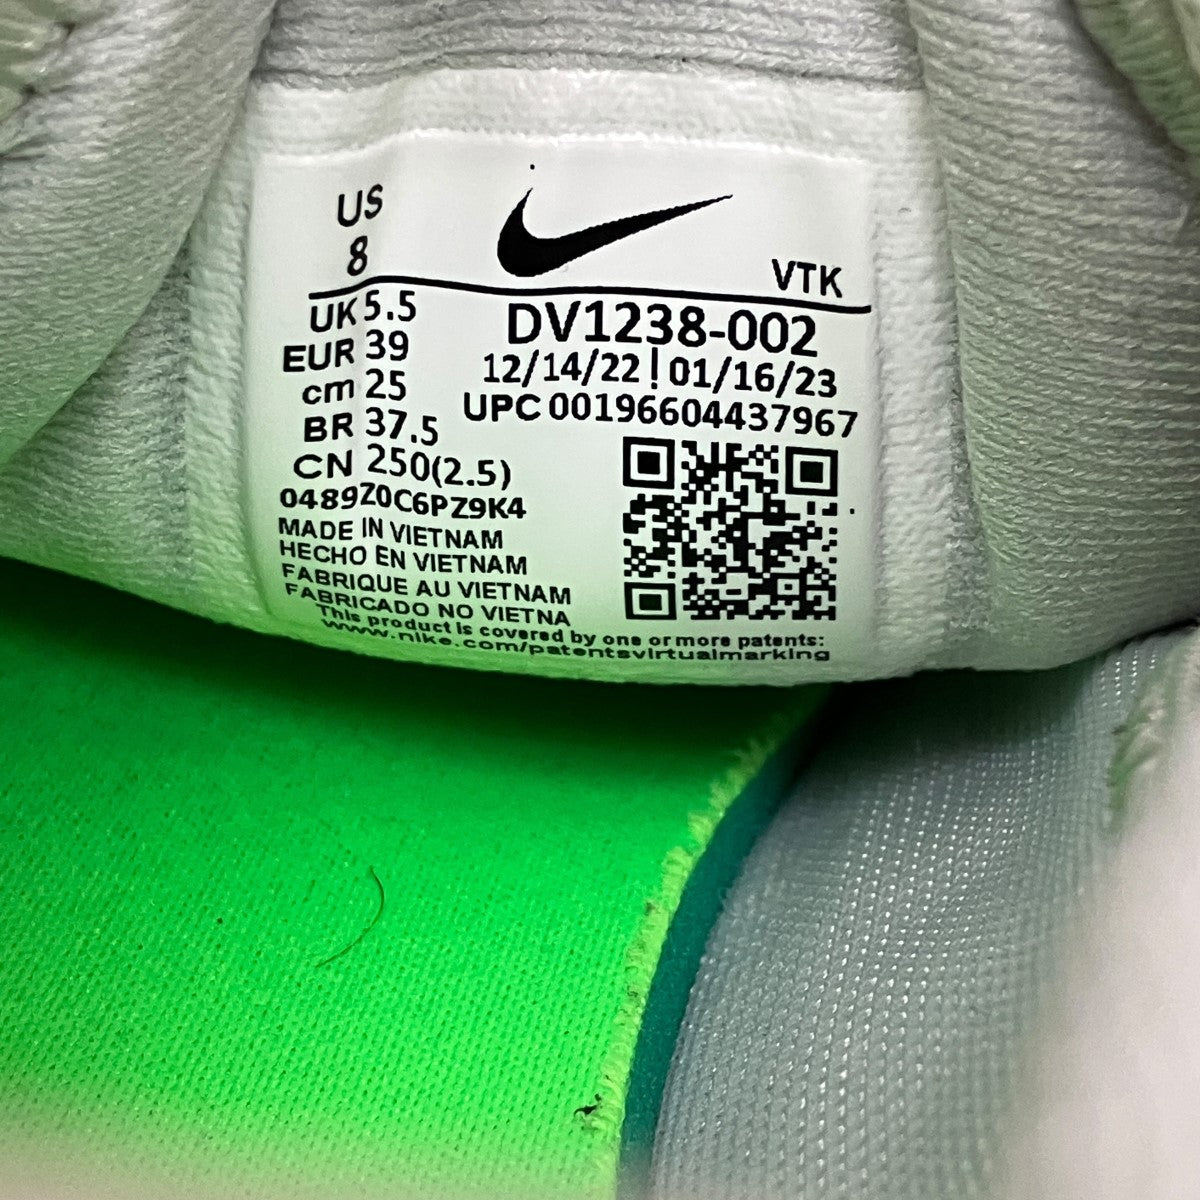 US
8
VTK
UK 5.5
EUR 39
cm 25
BR 37.5
CN 250(2.5)
DV1238-002
12/14/22 | 01/16/23
UPC 00196604437967
0489Z0C6PZ9K4
MADE IN VIETNAM
HECHO EN VIETNAM
FABRIQUE AU VIETNAM
FABRICADO NO VIETNA
This product is covered by one or more patents:
www.nike.com/patentsvirtualmarking